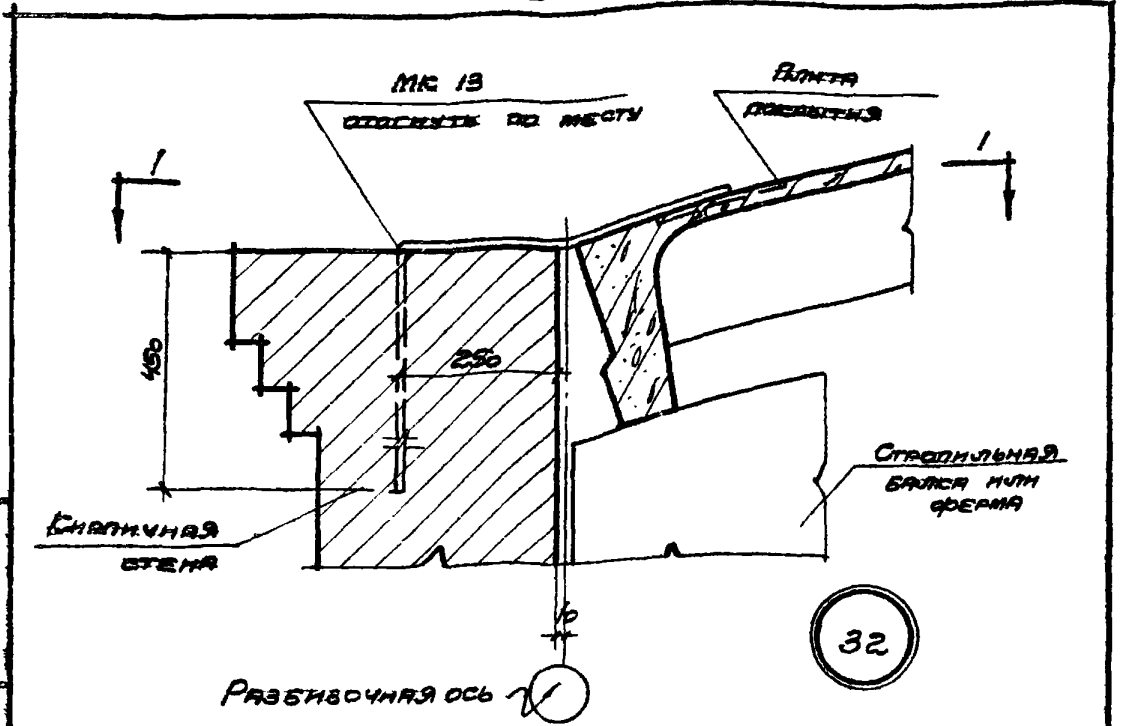 МК 13
отогнуть по месту
Плита
покрытия
1
1
450
250
Стропильная
балка или
ферма
Кирпичная
стена
10
32
Разбивочная ось